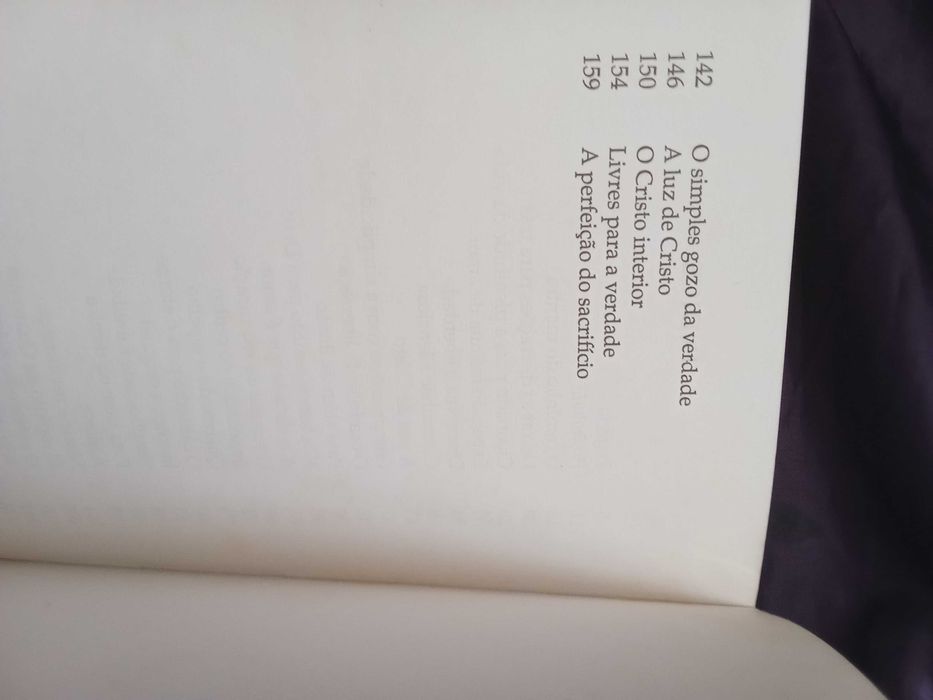 142 O simples gozo da verdade
146 A luz de Cristo
150 O Cristo interior
154 Livres para a verdade
159 A perfeição do sacrifício